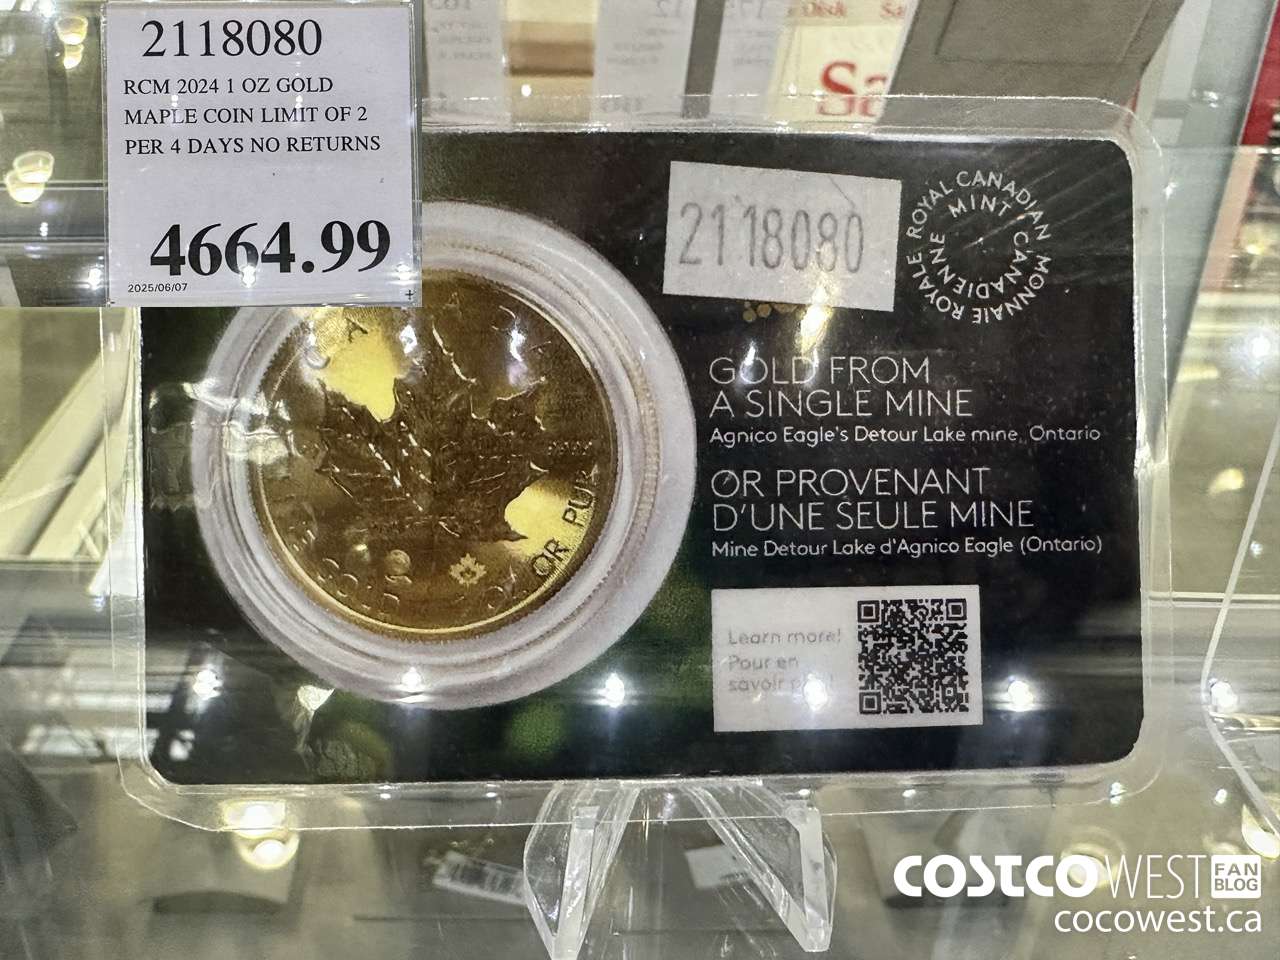 2118080
RCM 2024 1 OZ GOLD
MAPLE COIN LIMIT OF 2
PER 4 DAYS NO RETURNS
4664.99
2025/06/07
2118080
ROYAL CANADIAN MINT
MONNAIE ROYALE CANADIENNE
GOLD FROM
A SINGLE MINE
Agnico Eagle's Detour Lake mine, Ontario
OR PROVENANT
D'UNE SEULE MINE
Mine Detour Lake d'Agnico Eagle (Ontario)
Learn more!
Pour en
savoir
OR PUR
COSTCO WEST FAN
BLOG
cocowest.ca